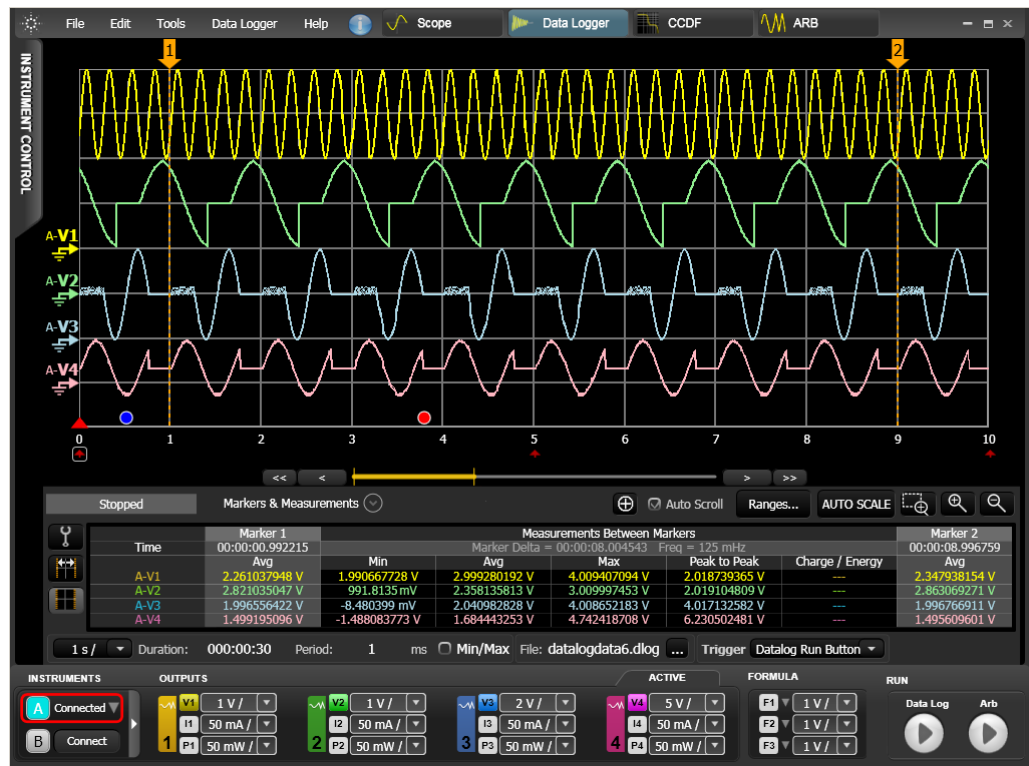 File Edit Tools Data Logger Help i Scope Data Logger CCDF ARB
INSTRUMENT CONTROL
1 2
A-V1
A-V2
A-V3
A-V4
0 1 2 3 4 5 6 7 8 9 10
<< < > >>
Stopped Markers & Measurements Auto Scroll Ranges... AUTO SCALE
Marker 1 Measurements Between Markers Marker 2
Time 00:00:00.992215 Marker Delta = 00:00:08.004543 Freq = 125 mHz 00:00:08.996759
Avg Min Avg Max Peak to Peak Charge / Energy Avg
A-V1 2.261037948 V 1.990667728 V 2.999280192 V 4.009407094 V 2.018739365 V --- 2.347938154 V
A-V2 2.821035047 V 991.8135 mV 2.358135813 V 3.009997453 V 2.019104809 V --- 2.863069271 V
A-V3 1.996556422 V -8.480399 mV 2.040982828 V 4.008652183 V 4.017132582 V --- 1.996766911 V
A-V4 1.499195096 V -1.488083773 V 1.684443253 V 4.742418708 V 6.230502481 V --- 1.495609601 V
1 s / Duration: 000:00:30 Period: 1 ms Min/Max File: datalogdata6.dlog ... Trigger Datalog Run Button
INSTRUMENTS OUTPUTS ACTIVE FORMULA RUN
A Connected V1 1 V / V2 1 V / V3 2 V / V4 5 V / F1 1 V / Data Log Arb
I1 50 mA / I2 50 mA / I3 50 mA / I4 50 mA / F2 1 V /
B Connect 1 P1 50 mW / 2 P2 50 mW / 3 P3 50 mW / 4 P4 50 mW / F3 1 V /